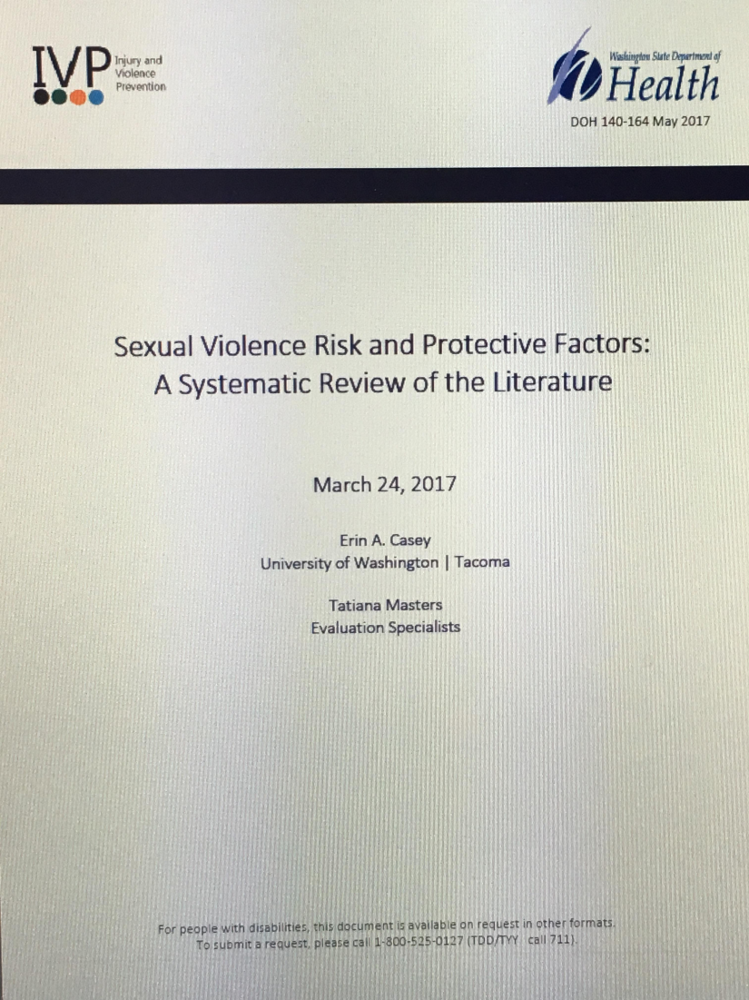 IVP
Injury and
Violence
Prevention
Washington State Department of
Health
DOH 140-164 May 2017
Sexual Violence Risk and Protective Factors:
A Systematic Review of the Literature
March 24, 2017
Erin A. Casey
University of Washington | Tacoma
Tatiana Masters
Evaluation Specialists
For people with disabilities, this document is available on request in other formats.
To submit a request, please call 1-800-525-0127 (TDD/TYY call 711).